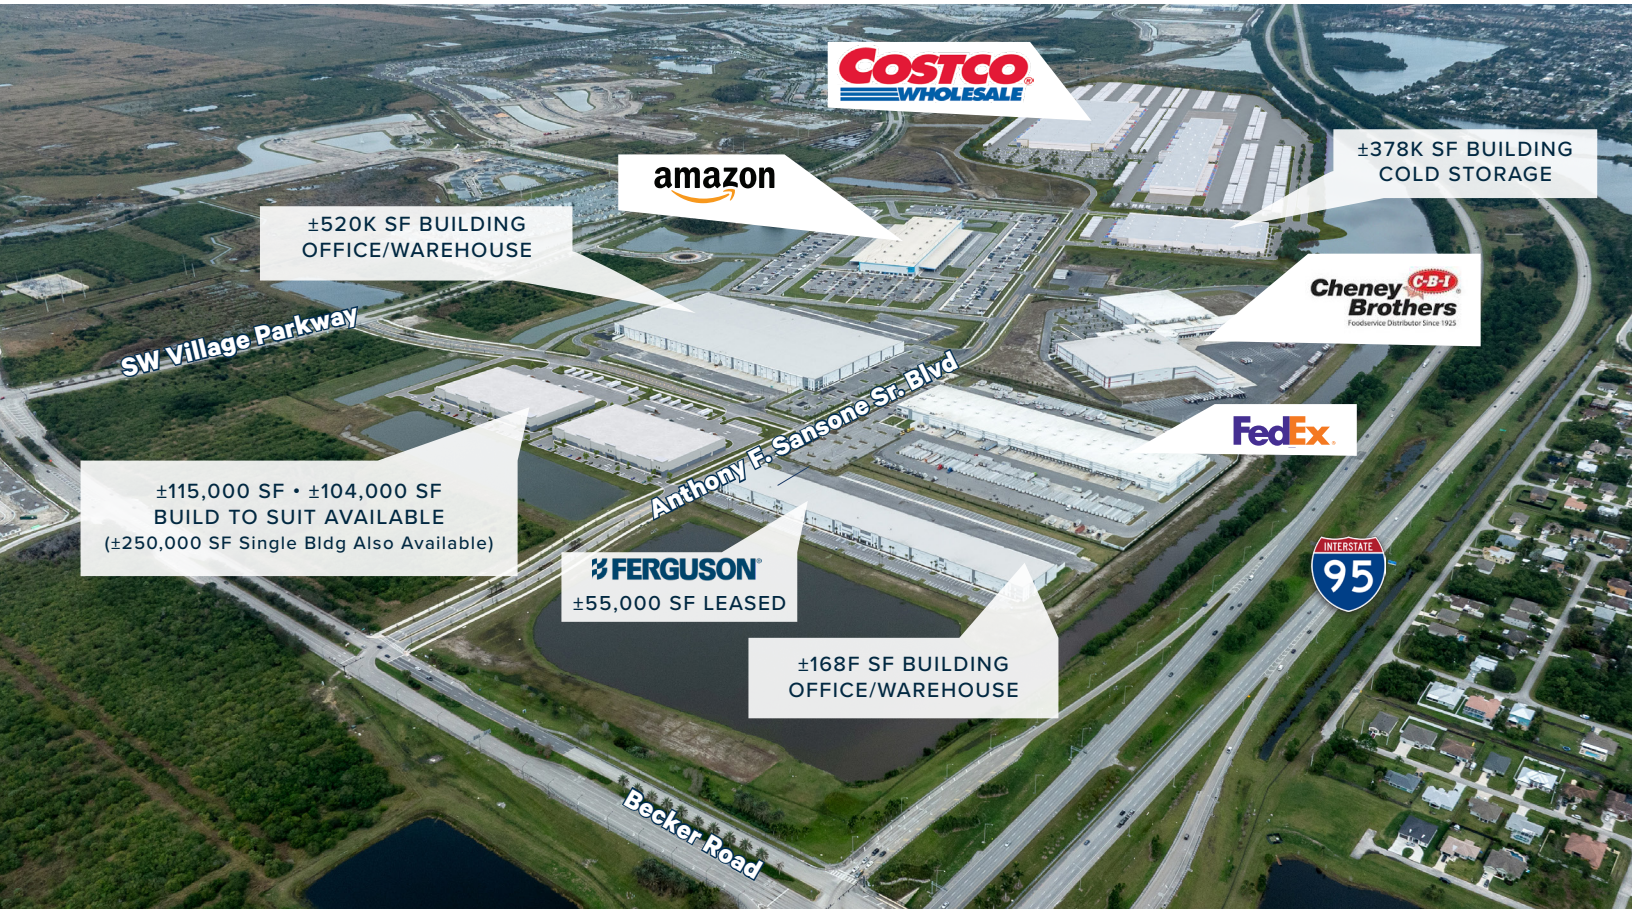 COSTCO
WHOLESALE
±378K SF BUILDING
COLD STORAGE
amazon
±520K SF BUILDING
OFFICE/WAREHOUSE
C-B-I
Cheney
Brothers
Foodservice Distributor Since 1925
SW Village Parkway
Anthony F. Sansone Sr. Blvd
FedEx
±115,000 SF • ±104,000 SF
BUILD TO SUIT AVAILABLE
(±250,000 SF Single Bldg Also Available)
FERGUSON
±55,000 SF LEASED
INTERSTATE
95
±168F SF BUILDING
OFFICE/WAREHOUSE
Becker Road